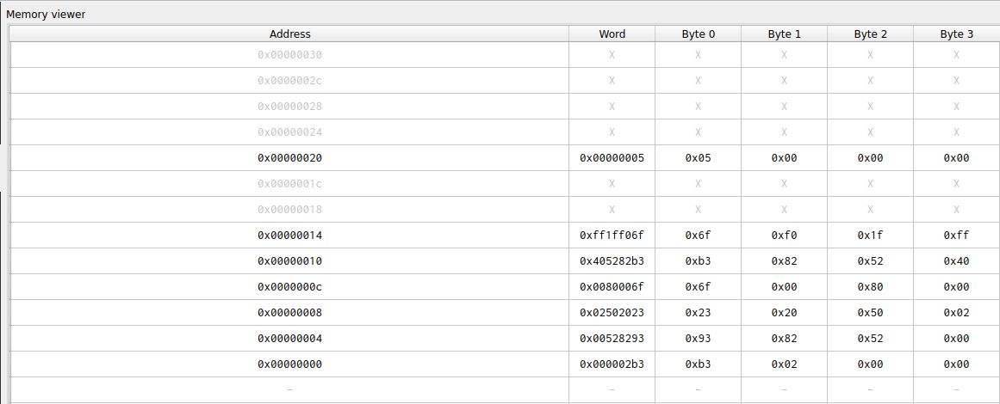 Memory viewer
Address Word Byte 0 Byte 1 Byte 2 Byte 3
0x00000030 X X X X X
0x0000002c X X X X X
0x00000028 X X X X X
0x00000024 X X X X X
0x00000020 0x00000005 0x05 0x00 0x00 0x00
0x0000001c X X X X X
0x00000018 X X X X X
0x00000014 0xff1ff06f 0x6f 0xf0 0x1f 0xff
0x00000010 0x405282b3 0xb3 0x82 0x52 0x40
0x0000000c 0x0080006f 0x6f 0x00 0x80 0x00
0x00000008 0x02502023 0x23 0x20 0x50 0x02
0x00000004 0x00528293 0x93 0x82 0x52 0x00
0x00000000 0x000002b3 0xb3 0x02 0x00 0x00
- - - - - -